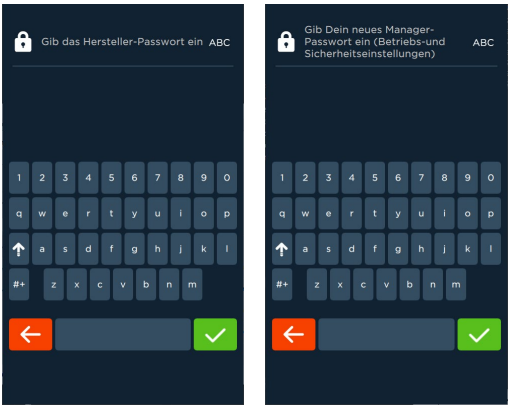 Gib das Hersteller-Passwort ein ABC
1 2 3 4 5 6 7 8 9 0
q w e r t y u i o p
a s d f g h j k l
#+ z x c v b n m
Gib Dein neues Manager-
Passwort ein (Betriebs-und ABC
Sicherheitseinstellungen)
1 2 3 4 5 6 7 8 9 0
q w e r t y u i o p
a s d f g h j k l
#+ z x c v b n m